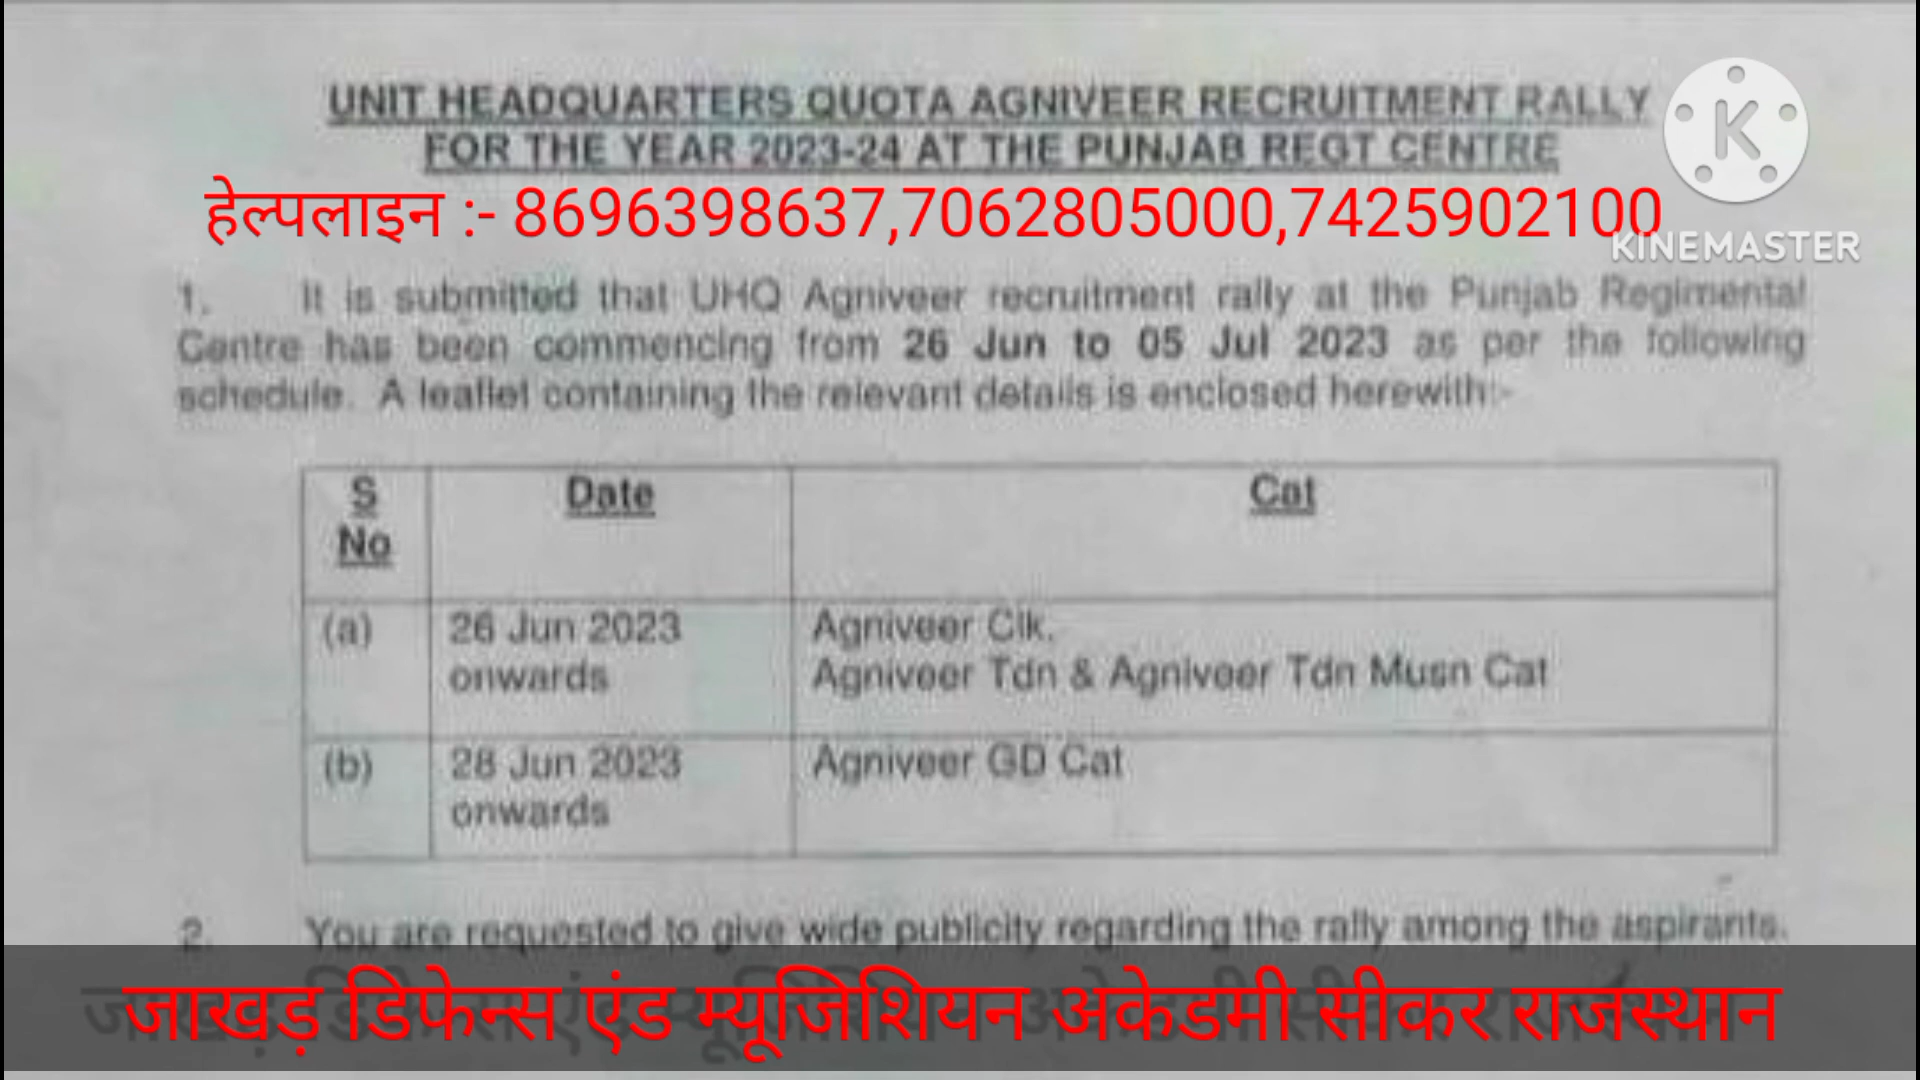 UNIT HEADQUARTERS QUOTA AGNIVEER RECRUITMENT RALLY
FOR THE YEAR 2023-24 AT THE PUNJAB REGT CENTRE
हेल्पलाइन :- 8696398637,7062805000,7425902100
K
KINEMASTER
1. It is submitted that UHQ Agniveer recruitment rally at the Punjab Regimental
Centre has been commencing from 26 Jun to 05 Jul 2023 as per the following
schedule. A leaflet containing the relevant details is enclosed herewith:-
S Date Cat
No
(a) 26 Jun 2023 Agniveer Clk.
onwards Agniveer Tdn & Agniveer Tdn Musn Cat
(b) 28 Jun 2023 Agniveer GD Cat
onwards
2. You are requested to give wide publicity regarding the rally among the aspirants.
जाखड़ डिफेन्स एंड म्यूजिशियन अकेडमी सीकर राजस्थान